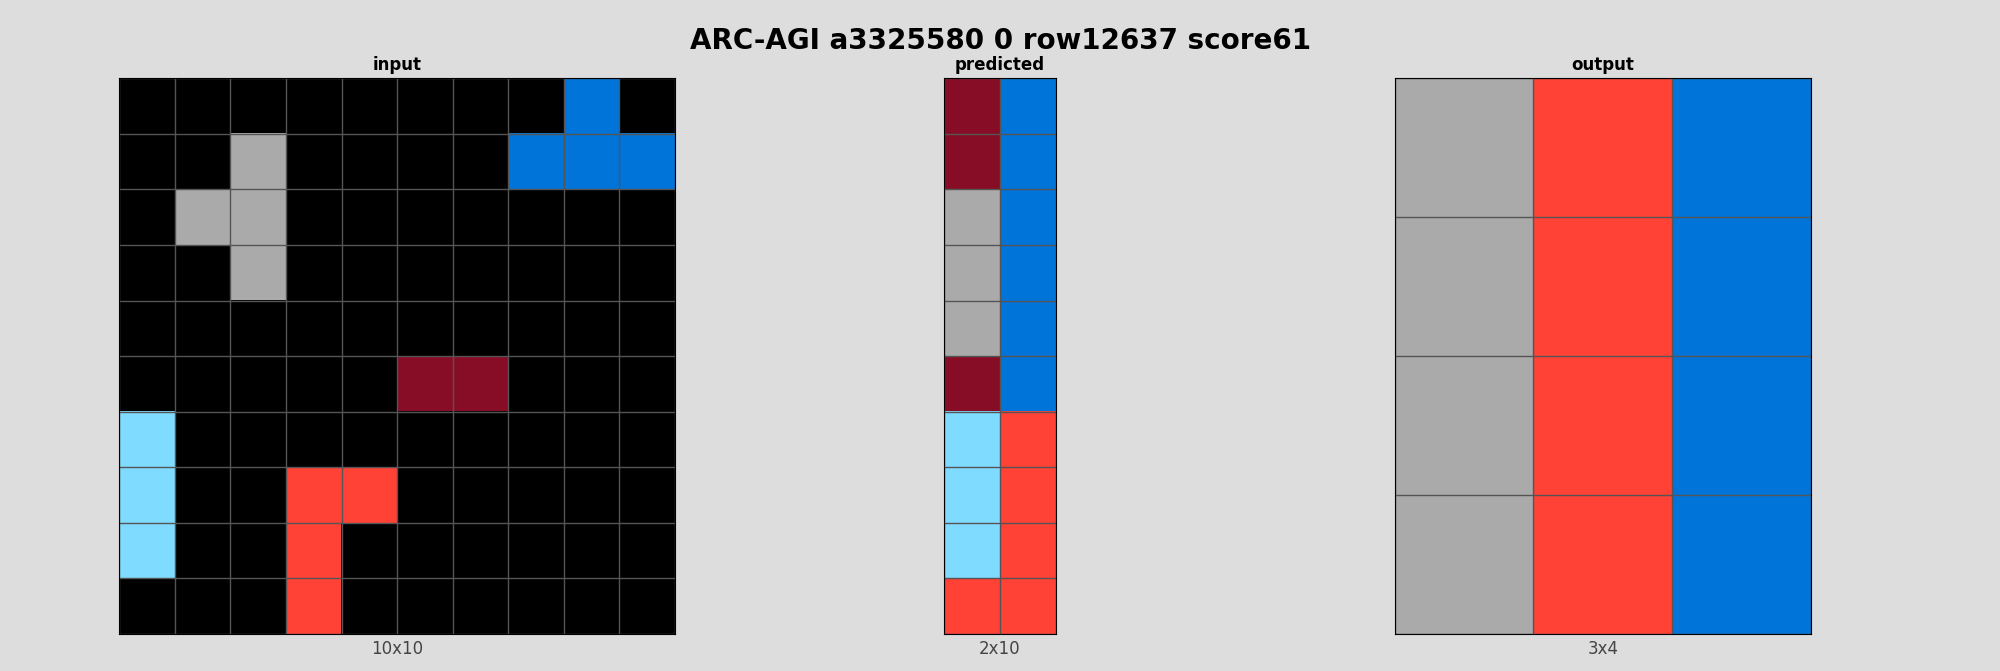 ARC-AGI a3325580 0 row12637 score61
input
predicted
output
10x10
2x10
3x4